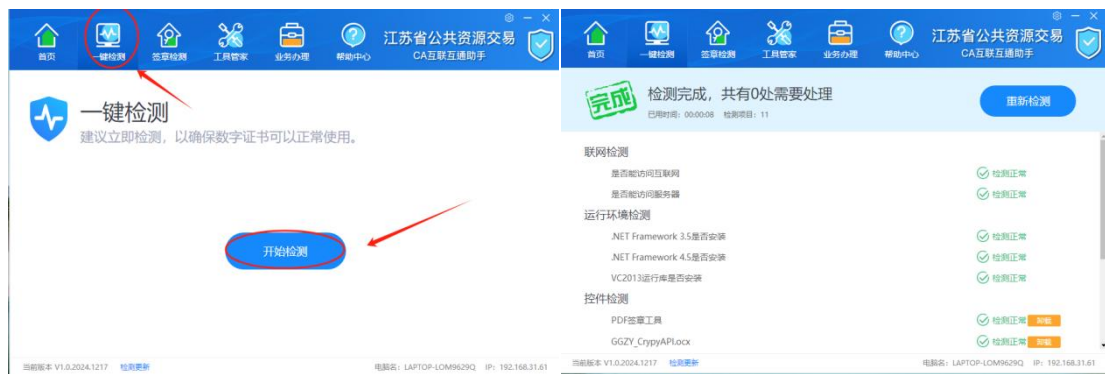 首页
一键检测
签章检测
工具管家
业务办理
帮助中心
江苏省公共资源交易
CA互联互通助手
一键检测
建议立即检测，以确保数字证书可以正常使用。
开始检测
当前版本 V1.0.2024.1217 检测更新
电脑名: LAPTOP-LOM9629Q IP: 192.168.31.61
首页
一键检测
签章检测
工具管家
业务办理
帮助中心
江苏省公共资源交易
CA互联互通助手
完成
检测完成，共有0处需要处理
已用时间: 00:00:08 检测项目: 11
重新检测
联网检测
是否能访问互联网 检测正常
是否能访问服务器 检测正常
运行环境检测
.NET Framework 3.5是否安装 检测正常
.NET Framework 4.5是否安装 检测正常
VC2013运行库是否安装 检测正常
控件检测
PDF签章工具 检测正常 卸载
GGZY_CrypyAPI.ocx 检测正常 卸载
当前版本 V1.0.2024.1217 检测更新
电脑名: LAPTOP-LOM9629Q IP: 192.168.31.61